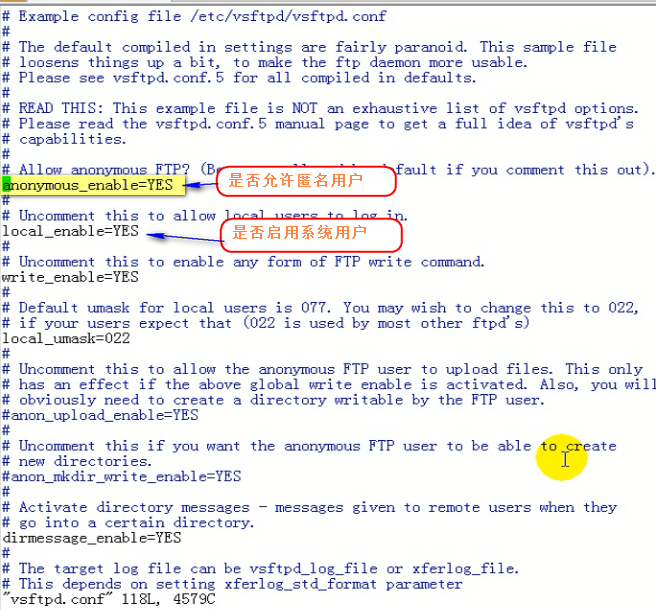 # Example config file /etc/vsftpd/vsftpd.conf
#
# The default compiled in settings are fairly paranoid. This sample file
# loosens things up a bit, to make the ftp daemon more usable.
# Please see vsftpd.conf.5 for all compiled in defaults.
#
# READ THIS: This example file is NOT an exhaustive list of vsftpd options.
# Please read the vsftpd.conf.5 manual page to get a full idea of vsftpd's
# capabilities.
#
# Allow anonymous FTP? (B default if you comment this out).
anonymous_enable=YES
是否允许匿名用户
#
# Uncomment this to allow local users to log in.
local_enable=YES
是否启用系统用户
#
# Uncomment this to enable any form of FTP write command.
write_enable=YES
#
# Default umask for local users is 077. You may wish to change this to 022,
# if your users expect that (022 is used by most other ftpd's)
local_umask=022
#
# Uncomment this to allow the anonymous FTP user to upload files. This only
# has an effect if the above global write enable is activated. Also, you will
# obviously need to create a directory writable by the FTP user.
#anon_upload_enable=YES
#
# Uncomment this if you want the anonymous FTP user to be able to create
# new directories.
#anon_mkdir_write_enable=YES
#
# Activate directory messages - messages given to remote users when they
# go into a certain directory.
dirmessage_enable=YES
#
# The target log file can be vsftpd_log_file or xferlog_file.
# This depends on setting xferlog_std_format parameter
"vsftpd.conf" 118L, 4579C